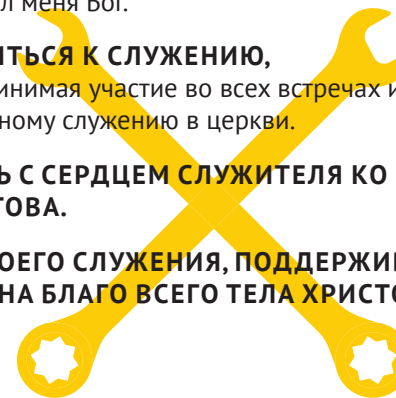 л меня Бог.
ИТЬСЯ К СЛУЖЕНИЮ,
инимая участие во всех встречах и
ному служению в церкви.
Ь С СЕРДЦЕМ СЛУЖИТЕЛЯ КО
ТОВА.
ОЕГО СЛУЖЕНИЯ, ПОДДЕРЖИ
НА БЛАГО ВСЕГО ТЕЛА ХРИСТО